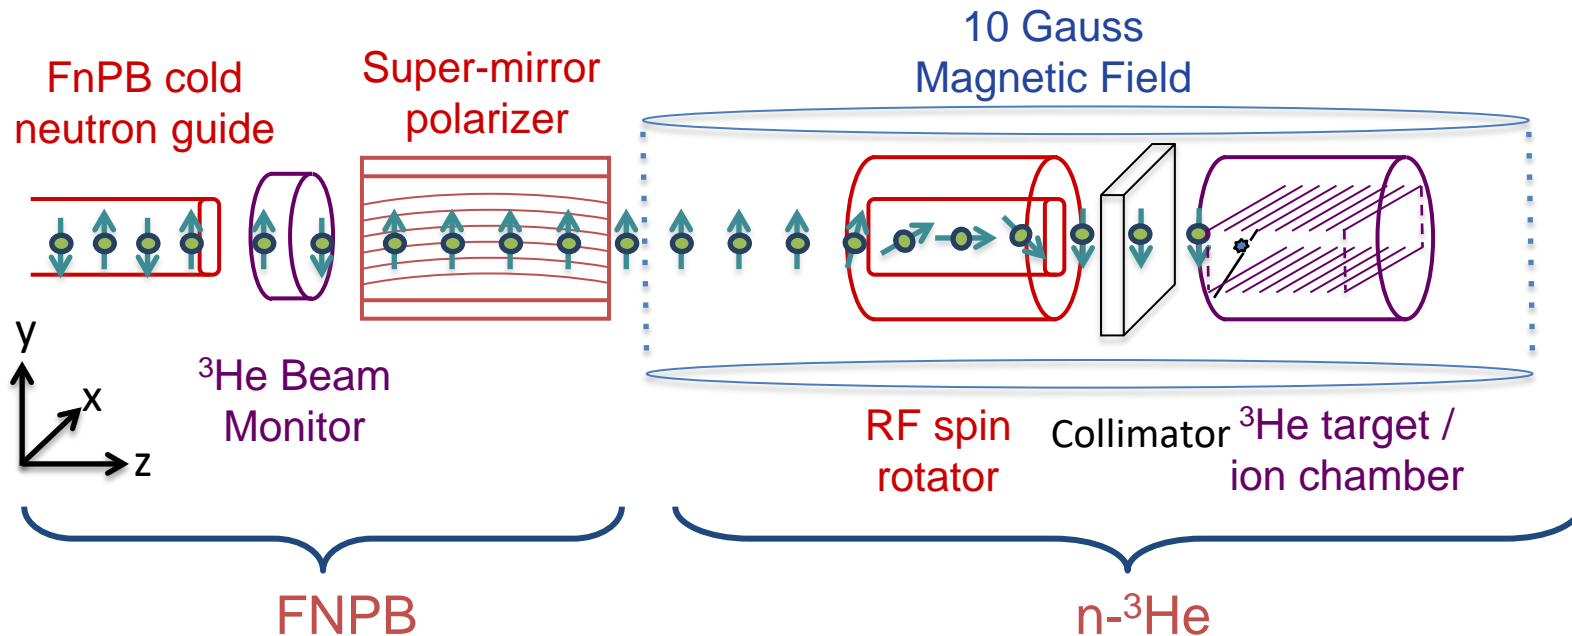 10 Gauss
Magnetic Field
FnPB cold
neutron guide
Super-mirror
polarizer
y
x
z
³He Beam
Monitor
RF spin
rotator
Collimator
³He target /
ion chamber
FNPB
n-³He